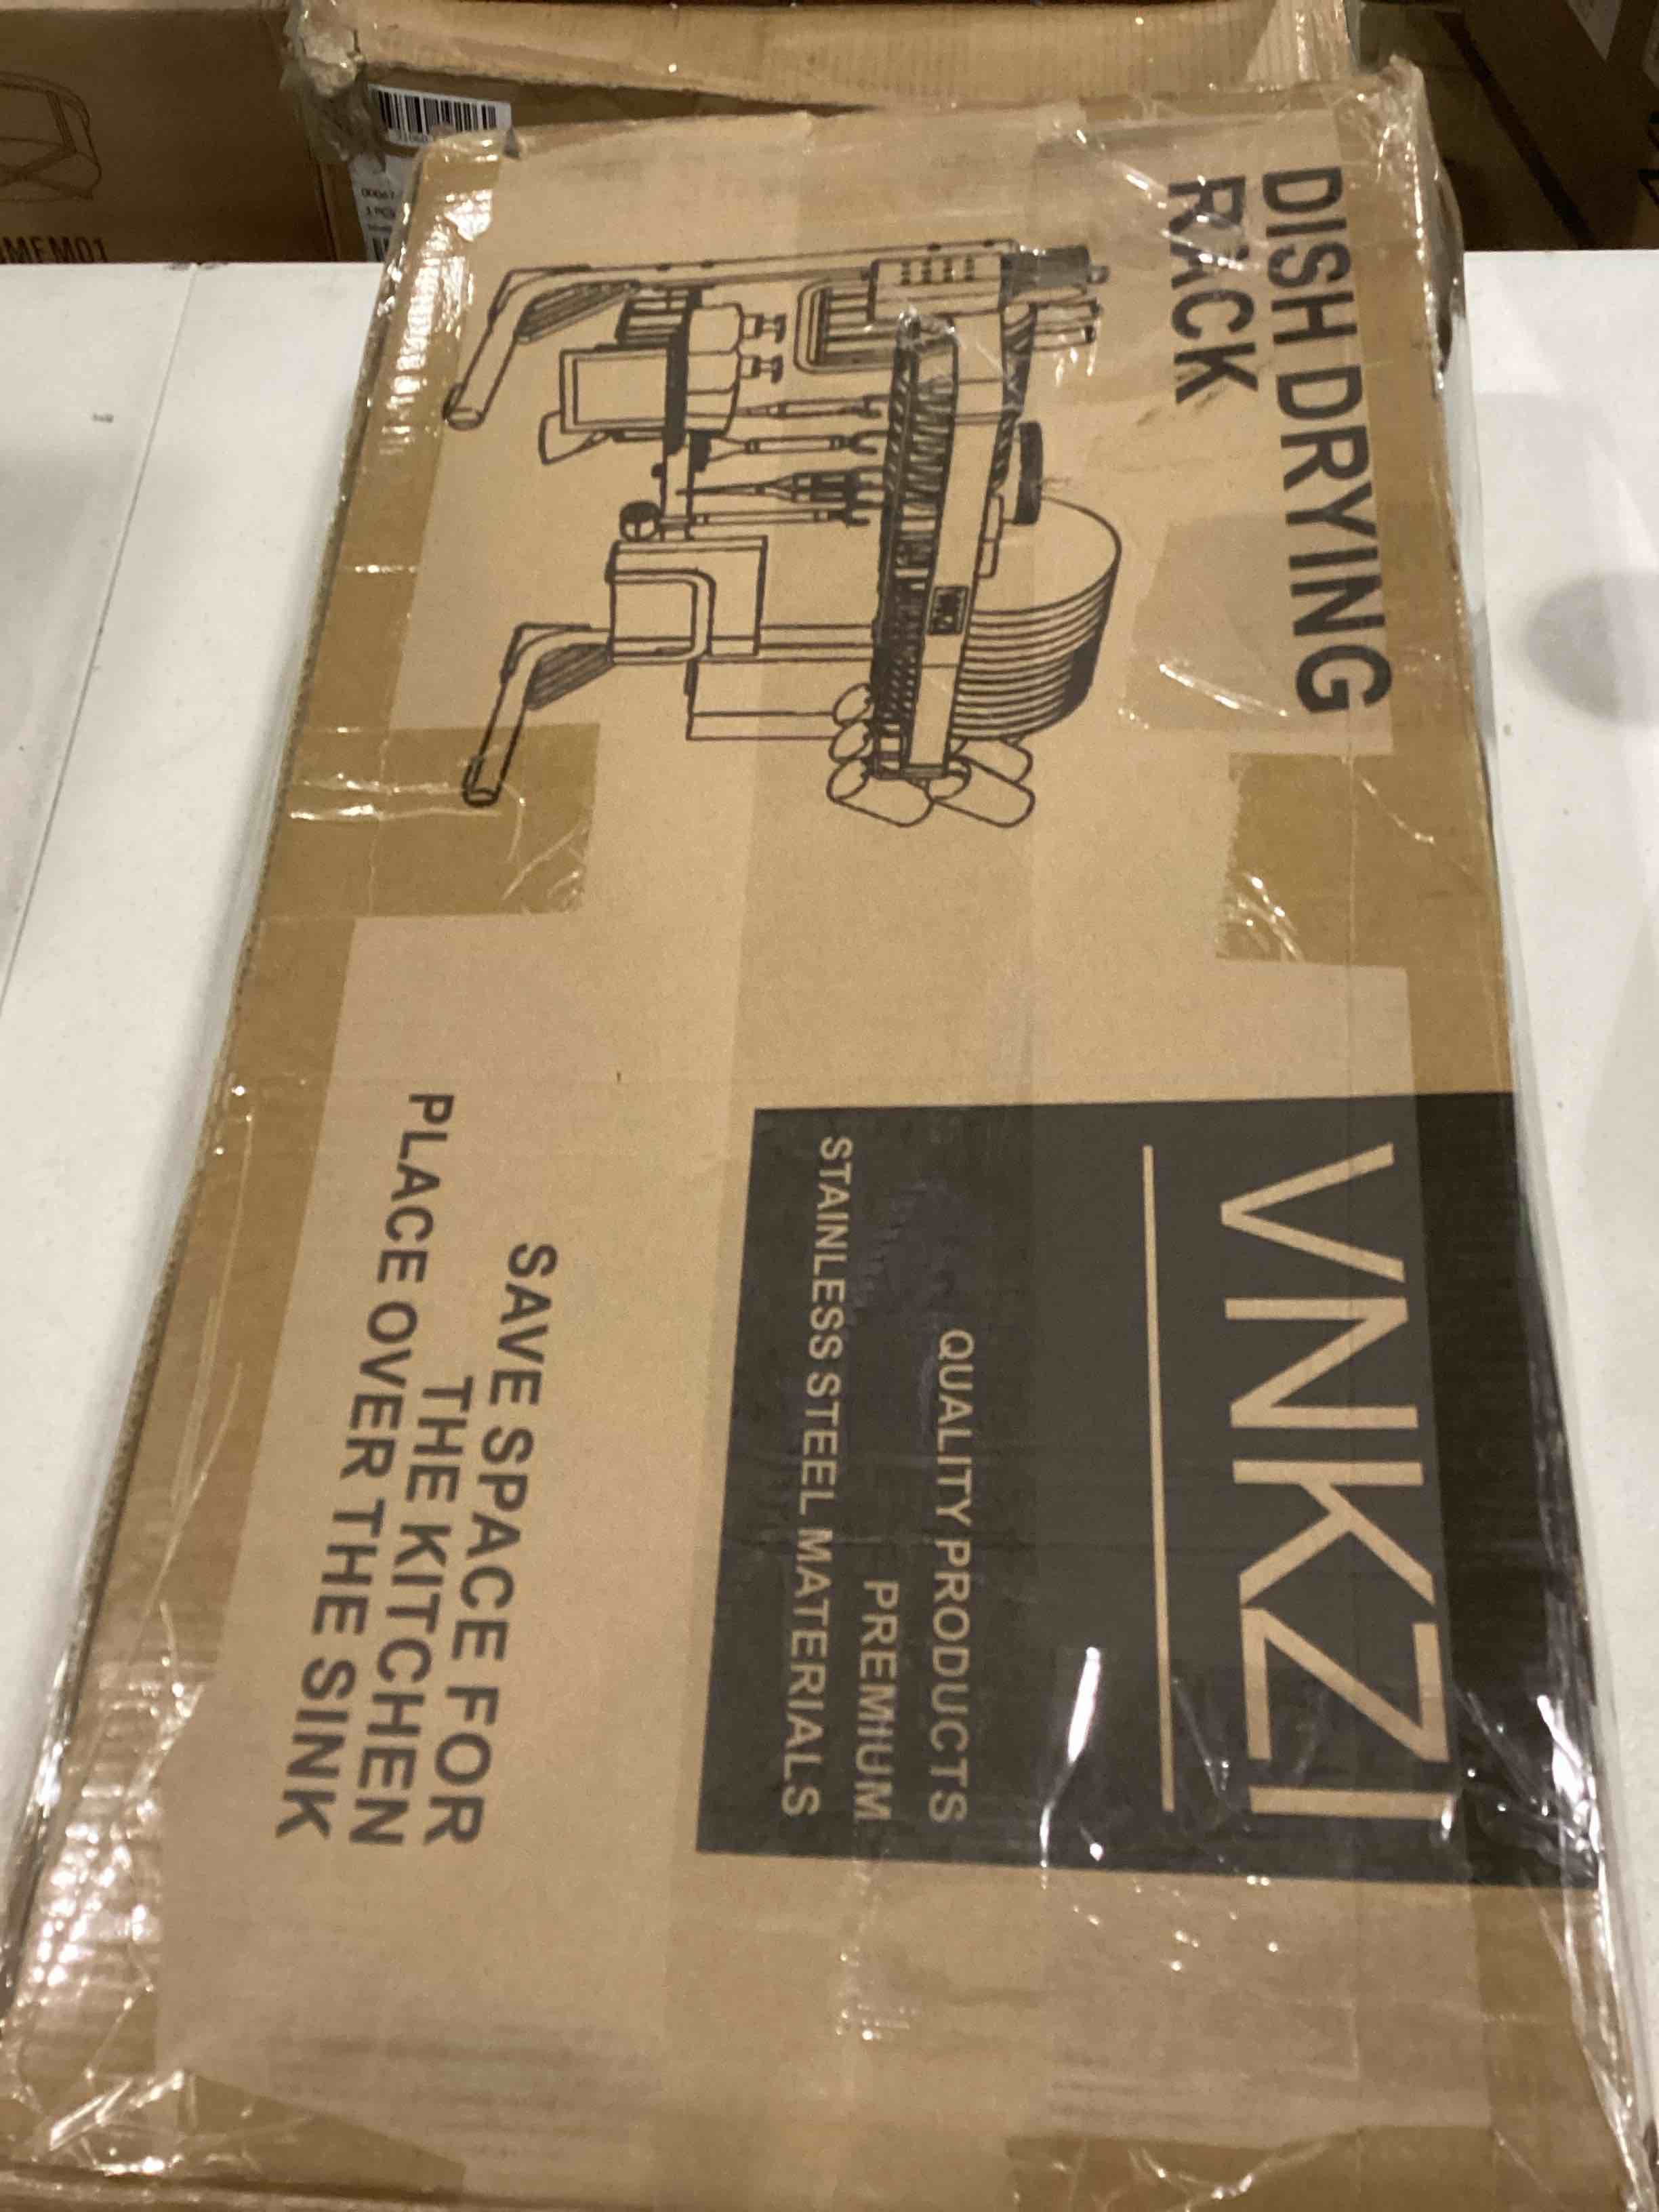 DISH DRYING
RACK
VNKZI
QUALITY PRODUCTS
PREMIUM
STAINLESS STEEL MATERIALS
SAVE SPACE FOR
THE KITCHEN
PLACE OVER THE SINK
MEM01